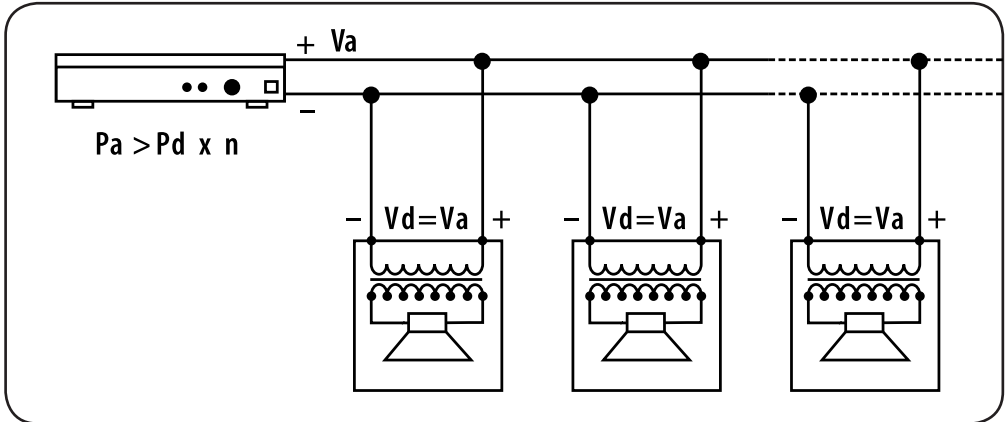 + Va
−
Pa > Pd x n
− Vd=Va + − Vd=Va + − Vd=Va +